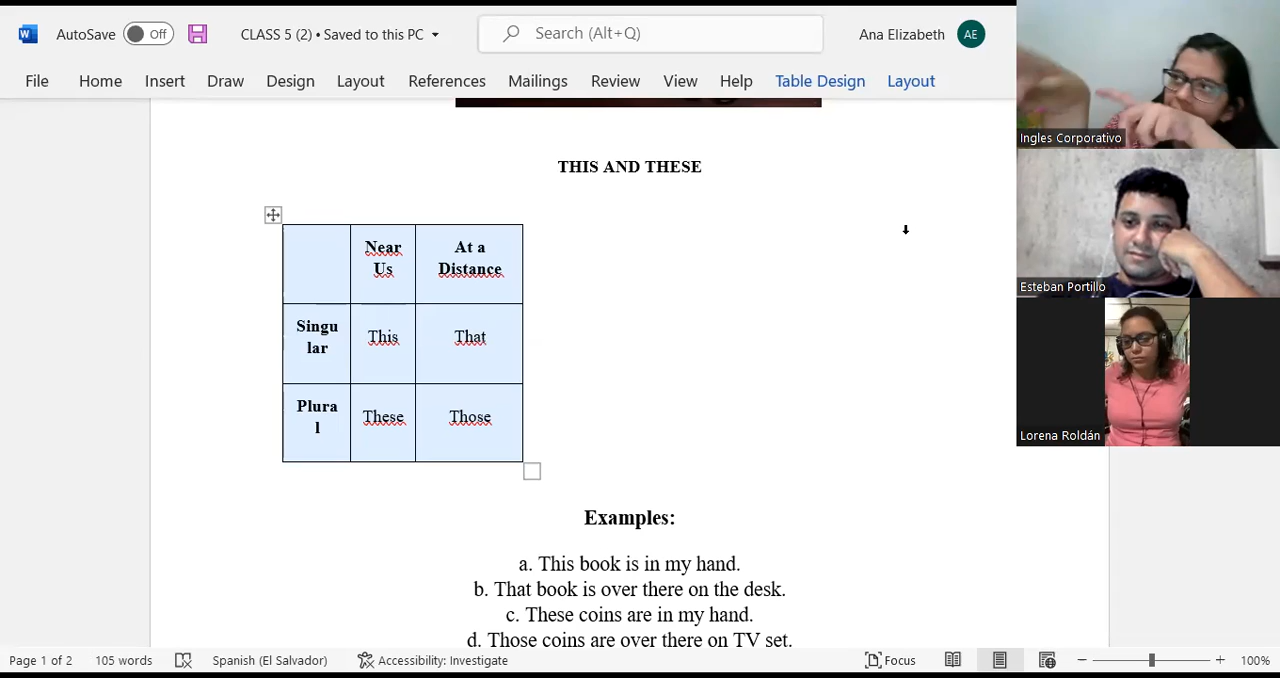 AutoSave Off CLASS 5 (2) • Saved to this PC Search (Alt+Q) Ana Elizabeth AE
File Home Insert Draw Design Layout References Mailings Review View Help Table Design Layout
Ingles Corporativo
Esteban Portillo
Lorena Roldán
THIS AND THESE
Near At a
Us Distance
Singu
lar This That
Plura
l These Those
Examples:
a. This book is in my hand.
b. That book is over there on the desk.
c. These coins are in my hand.
d. Those coins are over there on TV set.
Page 1 of 2 105 words Spanish (El Salvador) Accessibility: Investigate Focus 100%